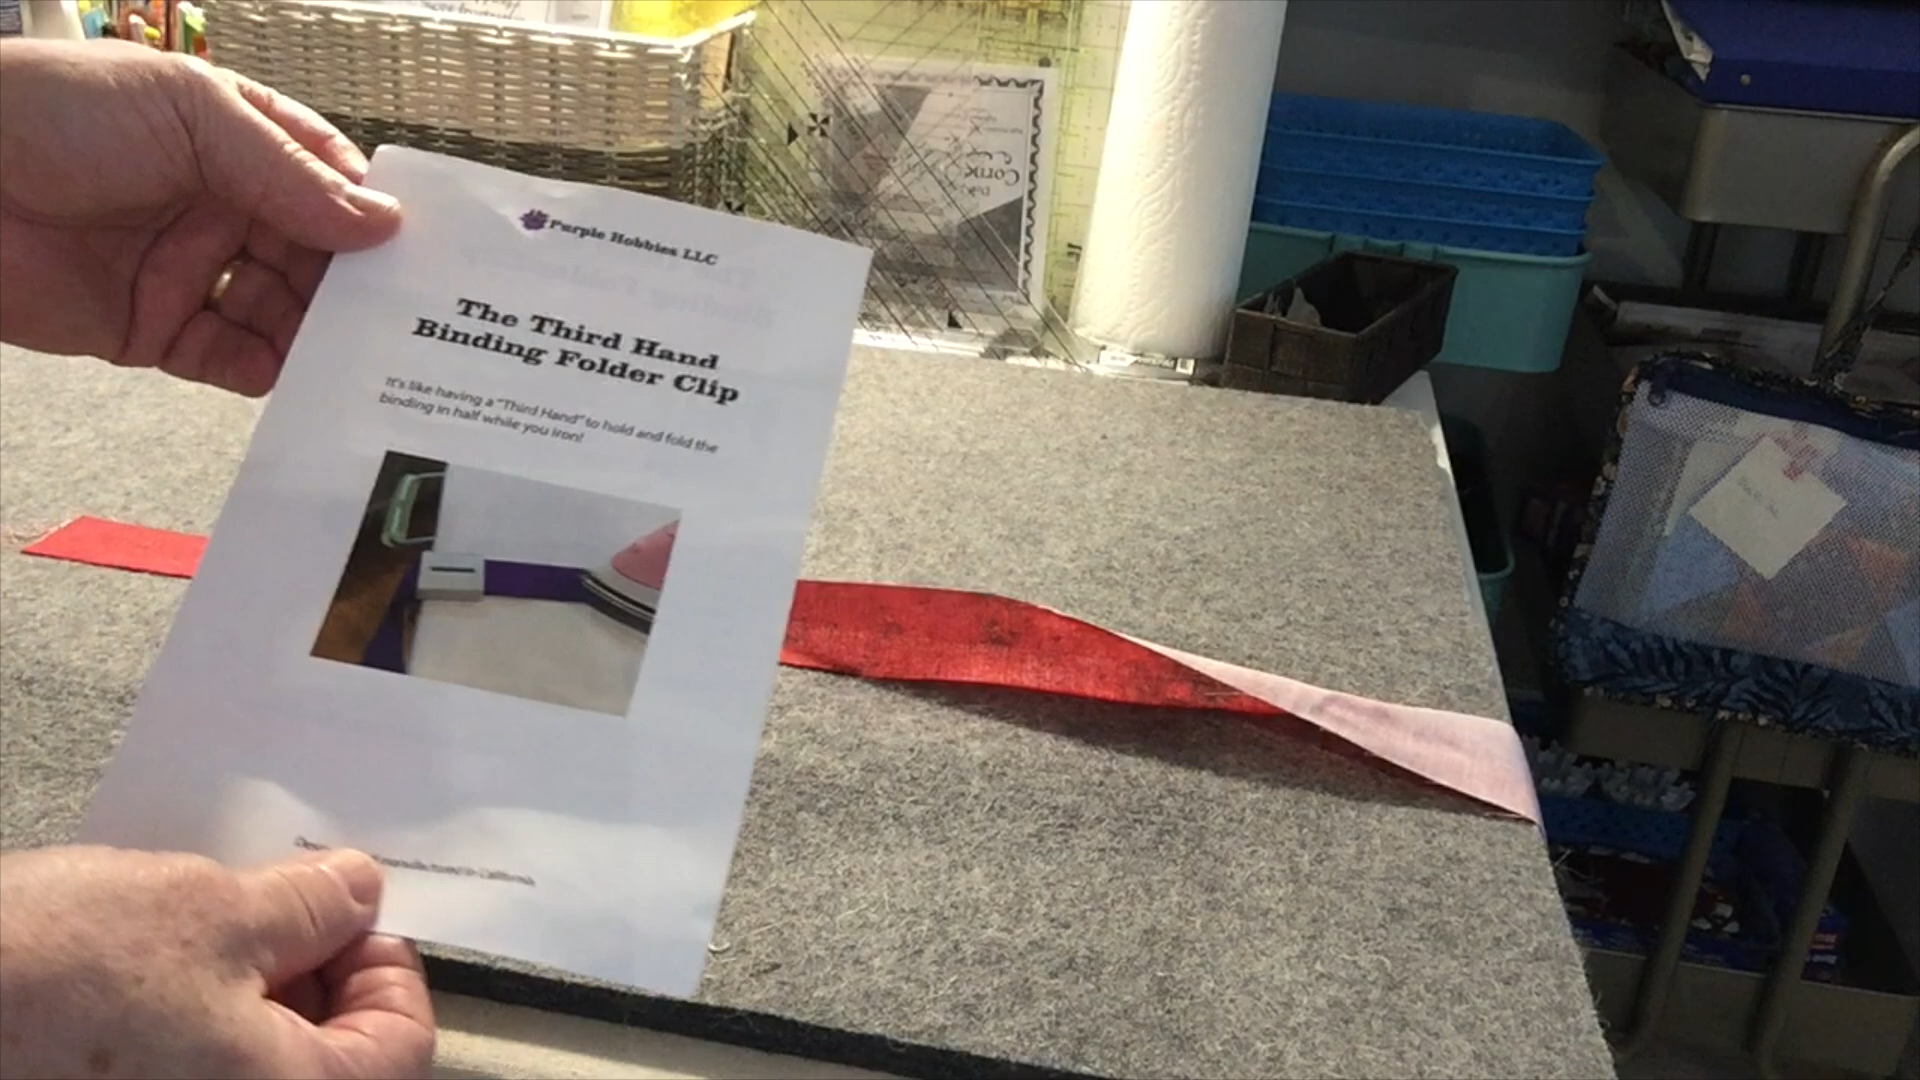 Purple Hobbies LLC
The Third Hand
Binding Folder Clip
It's like having a "Third Hand" to hold and fold the
binding in half while you iron!